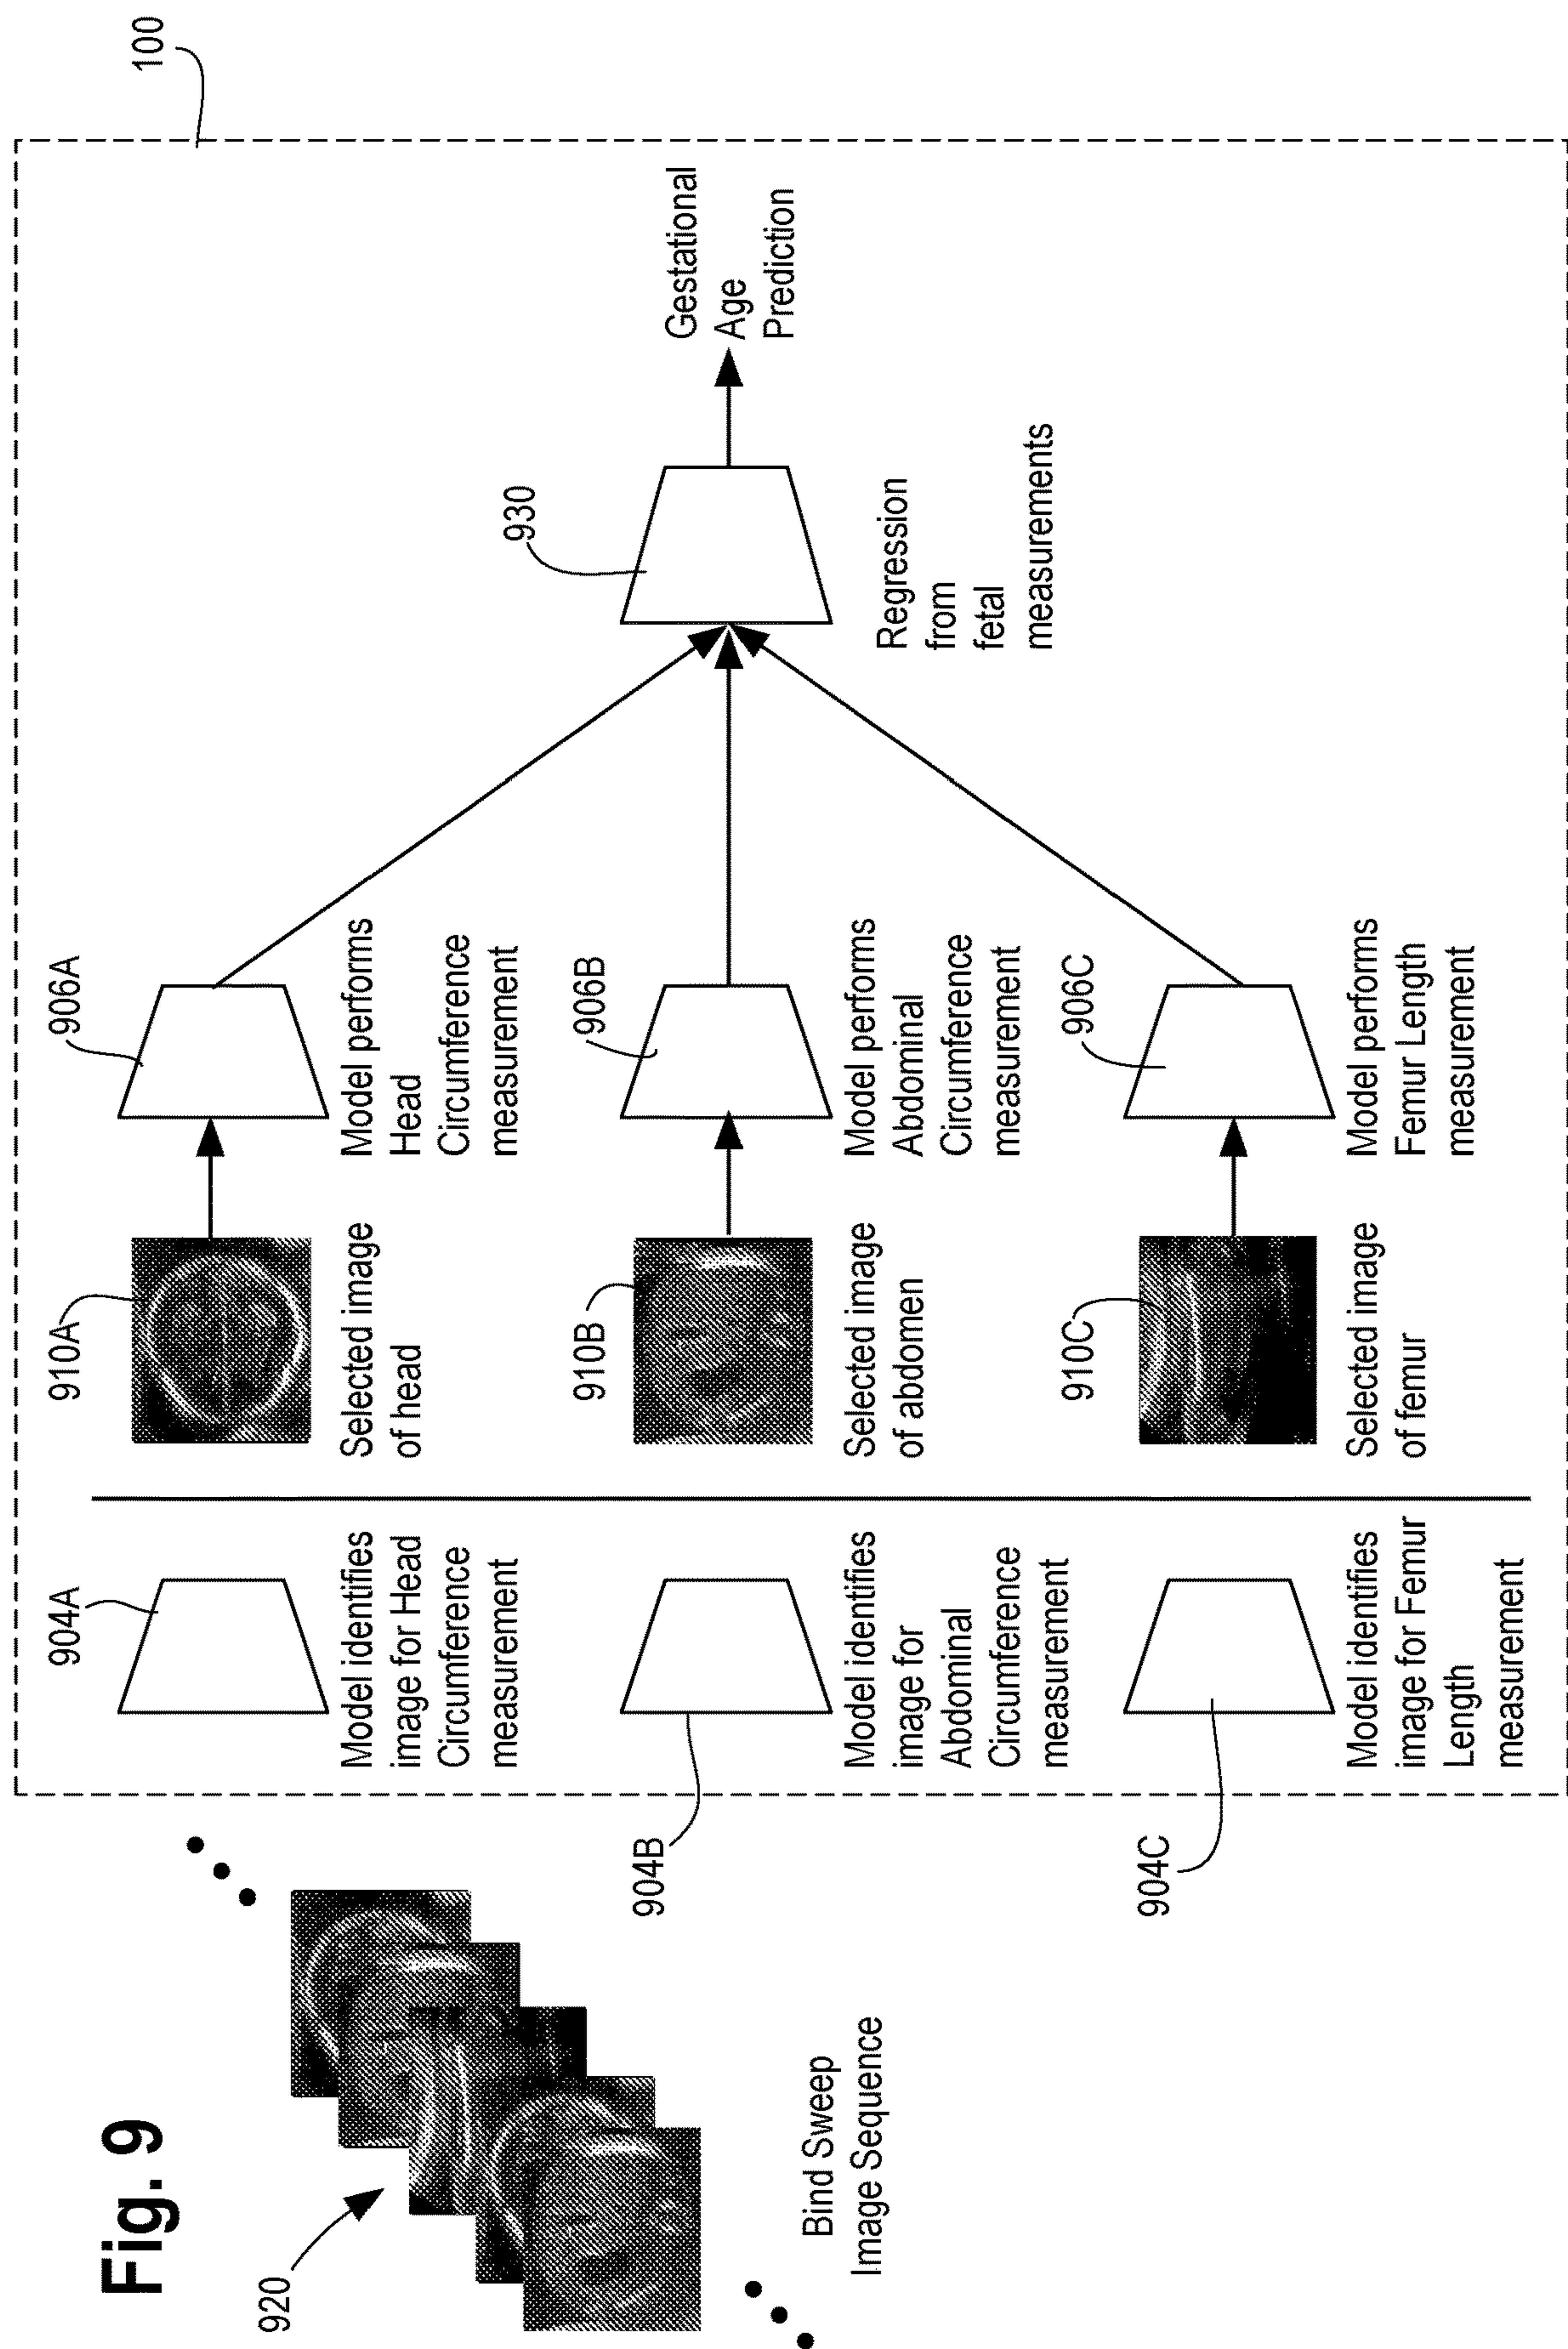 Fig. 9
920
Bind Sweep
Image Sequence
100
904A
Model identifies
image for Head
Circumference
measurement
910A
Selected image
of head
906A
Model performs
Head
Circumference
measurement
904B
Model identifies
image for
Abdominal
Circumference
measurement
910B
Selected image
of abdomen
906B
Model performs
Abdominal
Circumference
measurement
904C
Model identifies
image for Femur
Length
measurement
910C
Selected image
of femur
906C
Model performs
Femur Length
measurement
930
Regression
from
fetal
measurements
Gestational
Age
Prediction